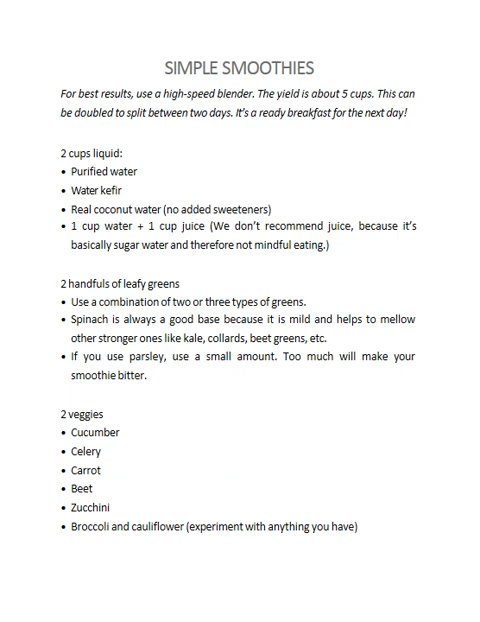 SIMPLE SMOOTHIES
For best results, use a high-speed blender. The yield is about 5 cups. This can
be doubled to split between two days. It's a ready breakfast for the next day!
2 cups liquid:
• Purified water
• Water kefir
• Real coconut water (no added sweeteners)
• 1 cup water + 1 cup juice (We don't recommend juice, because it's
basically sugar water and therefore not mindful eating.)
2 handfuls of leafy greens
• Use a combination of two or three types of greens.
• Spinach is always a good base because it is mild and helps to mellow
other stronger ones like kale, collards, beet greens, etc.
• If you use parsley, use a small amount. Too much will make your
smoothie bitter.
2 veggies
• Cucumber
• Celery
• Carrot
• Beet
• Zucchini
• Broccoli and cauliflower (experiment with anything you have)